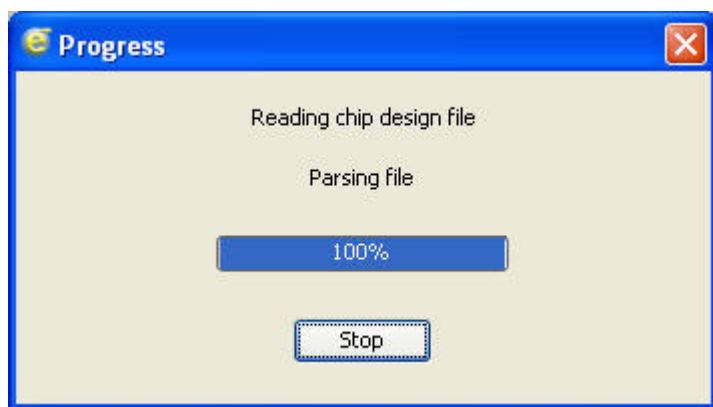 Progress
Reading chip design file
Parsing file
100%
Stop